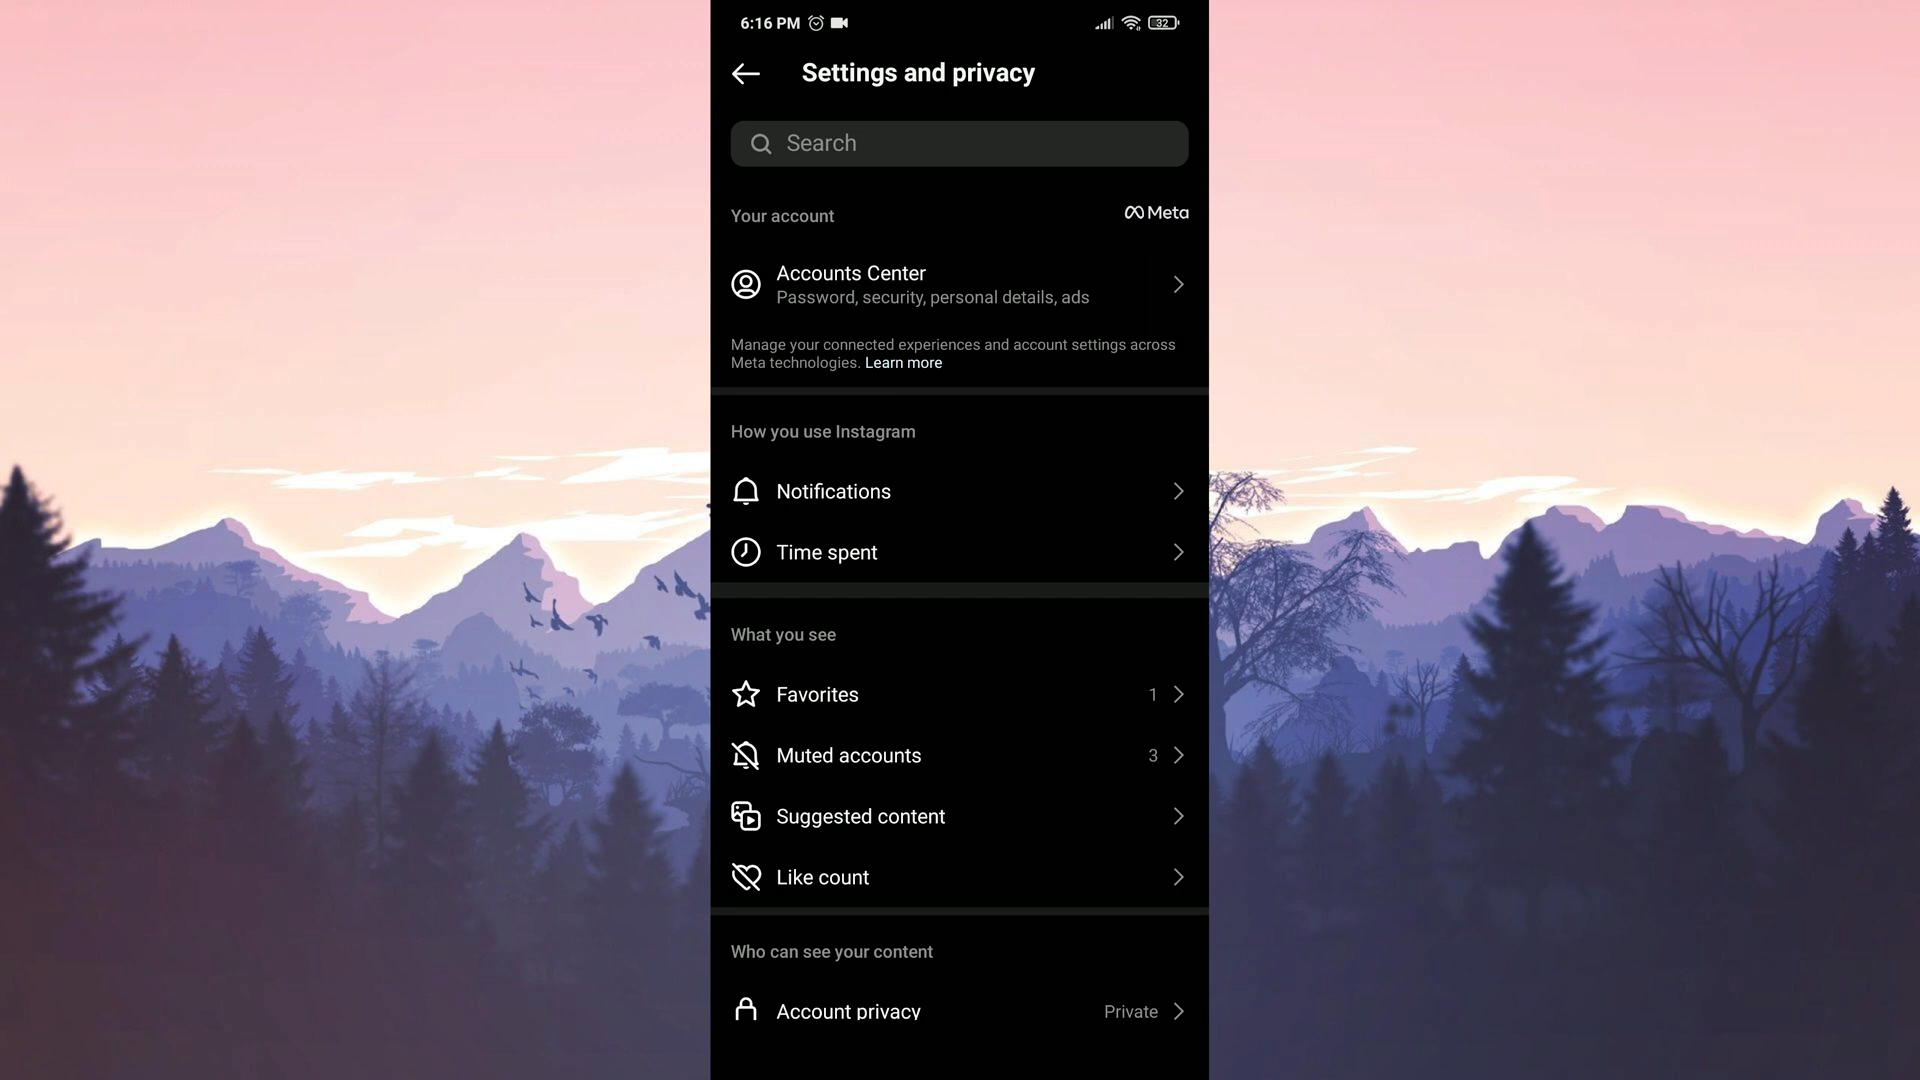 6:16 PM
32
Settings and privacy
Search
Your account
Meta
Accounts Center
Password, security, personal details, ads
Manage your connected experiences and account settings across
Meta technologies. Learn more
How you use Instagram
Notifications
Time spent
What you see
Favorites 1
Muted accounts 3
Suggested content
Like count
Who can see your content
Account privacy Private